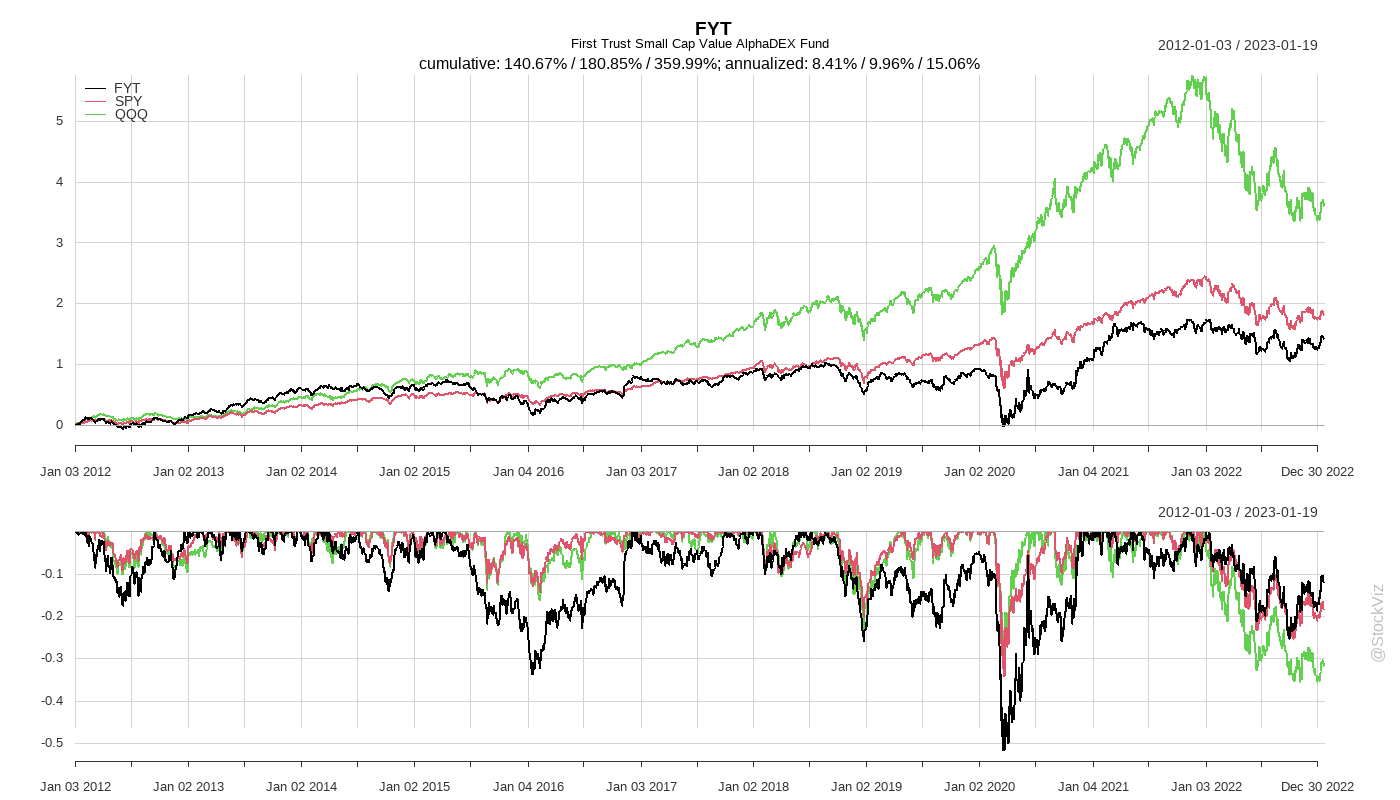 FYT
First Trust Small Cap Value AlphaDEX Fund
2012-01-03 / 2023-01-19
cumulative: 140.67% / 180.85% / 359.99%; annualized: 8.41% / 9.96% / 15.06%
FYT
SPY
QQQ
5
4
3
2
1
0
Jan 03 2012 Jan 02 2013 Jan 02 2014 Jan 02 2015 Jan 04 2016 Jan 03 2017 Jan 02 2018 Jan 02 2019 Jan 02 2020 Jan 04 2021 Jan 03 2022 Dec 30 2022
2012-01-03 / 2023-01-19
-0.1
-0.2
-0.3
-0.4
-0.5
Jan 03 2012 Jan 02 2013 Jan 02 2014 Jan 02 2015 Jan 04 2016 Jan 03 2017 Jan 02 2018 Jan 02 2019 Jan 02 2020 Jan 04 2021 Jan 03 2022 Dec 30 2022
@StockViz